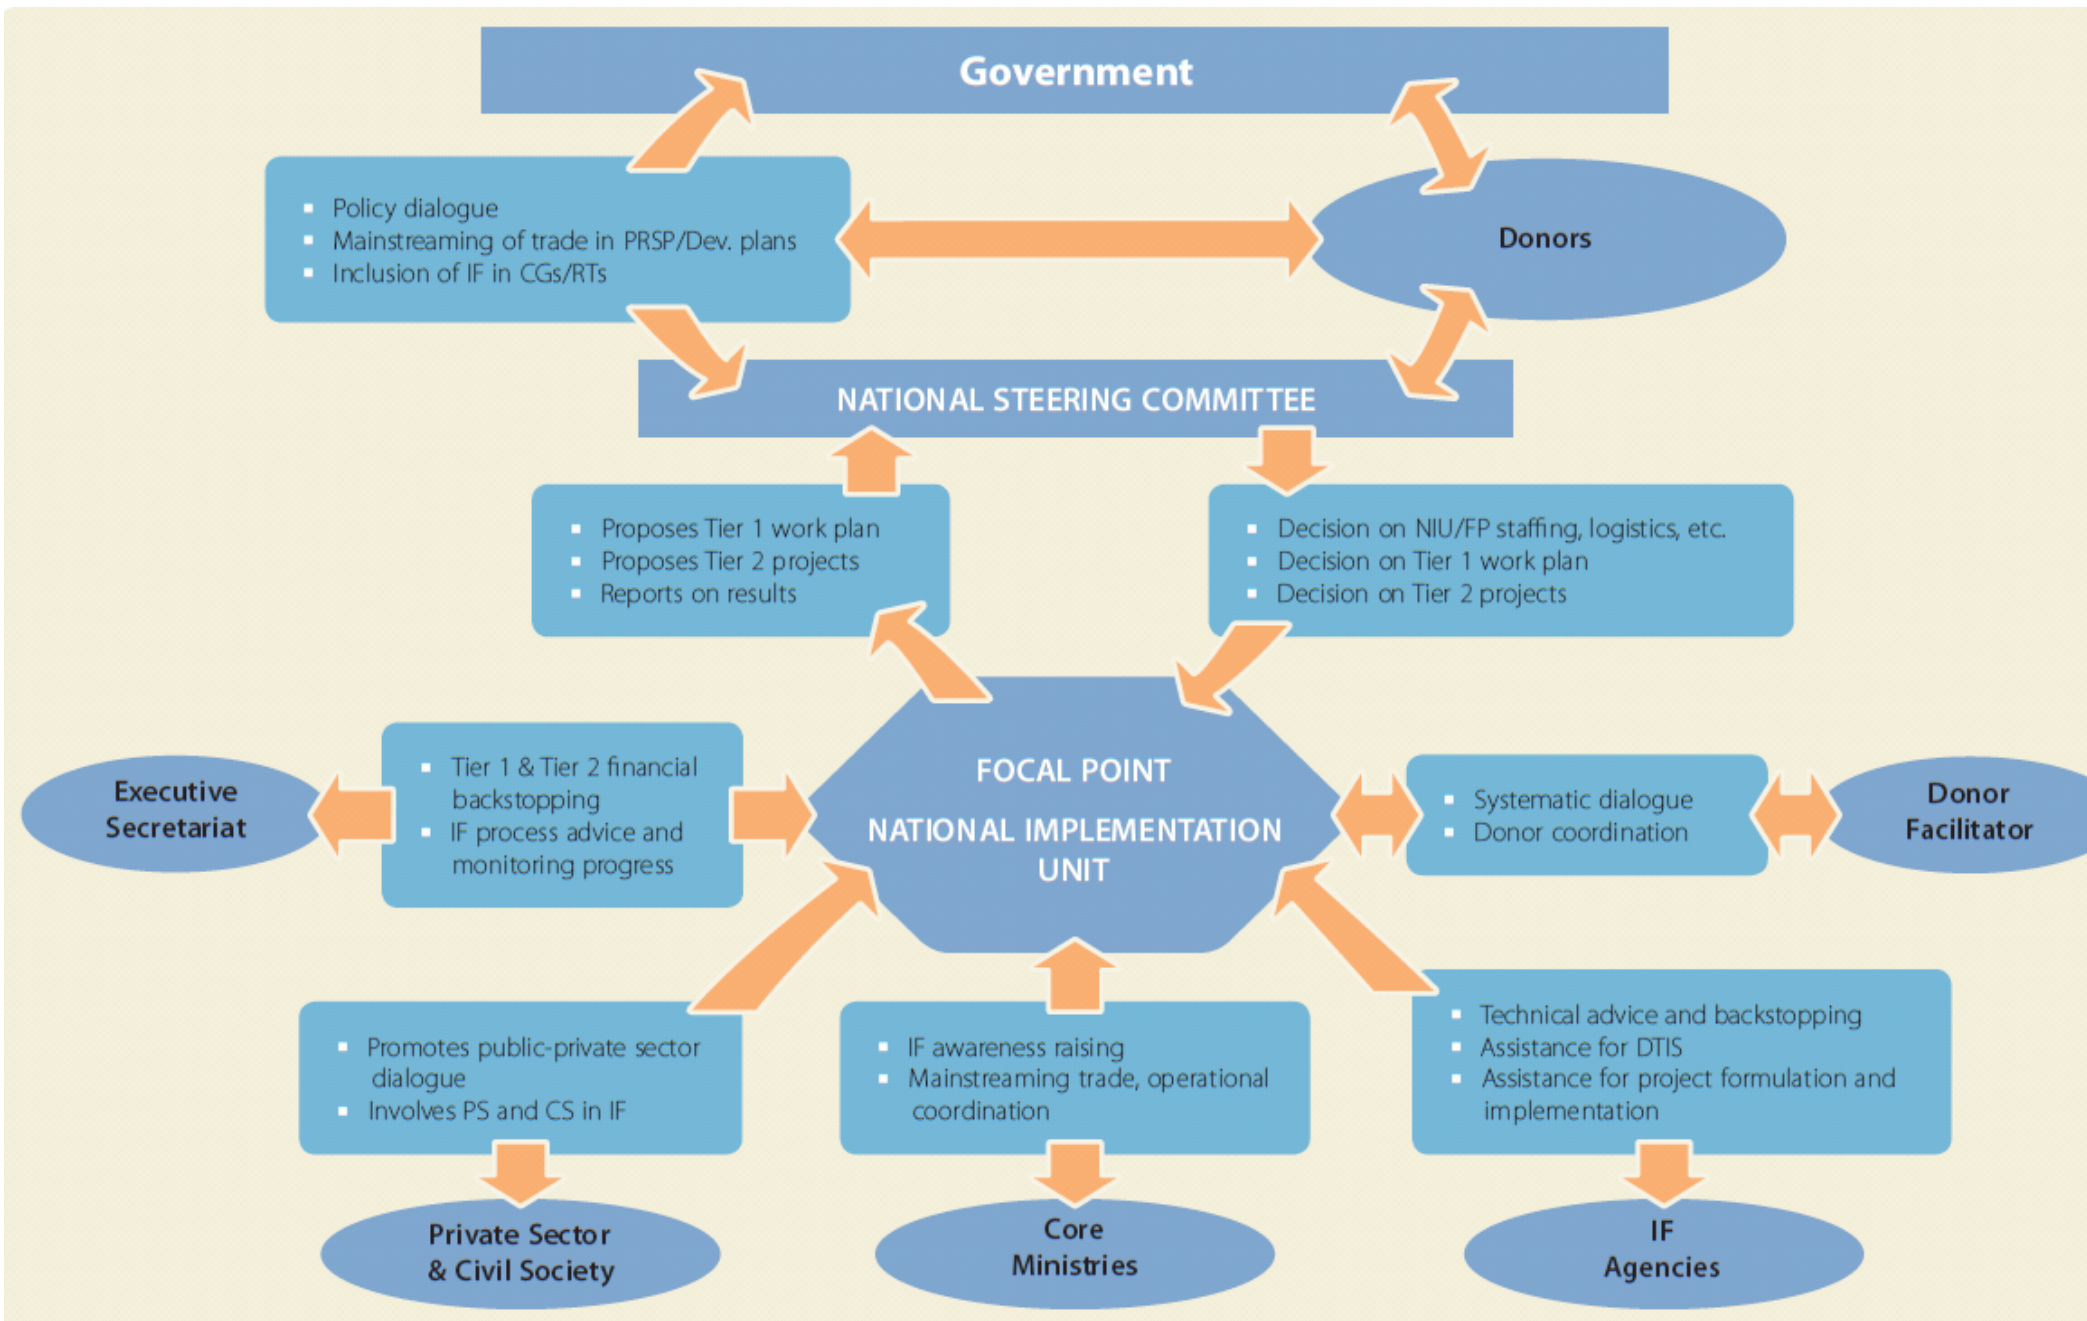 Government
▪ Policy dialogue
▪ Mainstreaming of trade in PRSP/Dev. plans
▪ Inclusion of IF in CGs/RTs
Donors
NATIONAL STEERING COMMITTEE
▪ Proposes Tier 1 work plan
▪ Proposes Tier 2 projects
▪ Reports on results
▪ Decision on NIU/FP staffing, logistics, etc.
▪ Decision on Tier 1 work plan
▪ Decision on Tier 2 projects
Executive
Secretariat
▪ Tier 1 & Tier 2 financial
backstopping
▪ IF process advice and
monitoring progress
FOCAL POINT
NATIONAL IMPLEMENTATION
UNIT
▪ Systematic dialogue
▪ Donor coordination
Donor
Facilitator
▪ Promotes public-private sector
dialogue
▪ Involves PS and CS in IF
▪ IF awareness raising
▪ Mainstreaming trade, operational
coordination
▪ Technical advice and backstopping
▪ Assistance for DTIS
▪ Assistance for project formulation and
implementation
Private Sector
& Civil Society
Core
Ministries
IF
Agencies